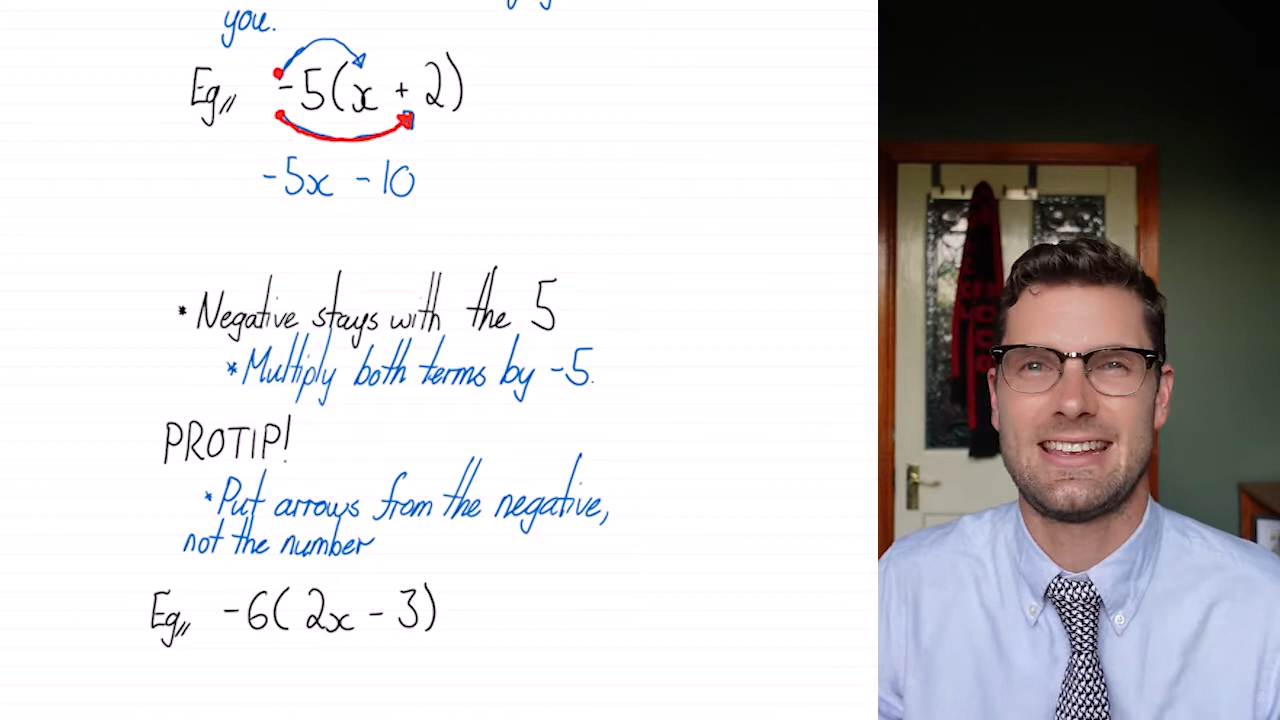 you.
Eg// -5(x + 2)
-5x - 10
* Negative stays with the 5
* Multiply both terms by -5.
PROTIP!
* Put arrows from the negative,
not the number
Eg// -6(2x - 3)